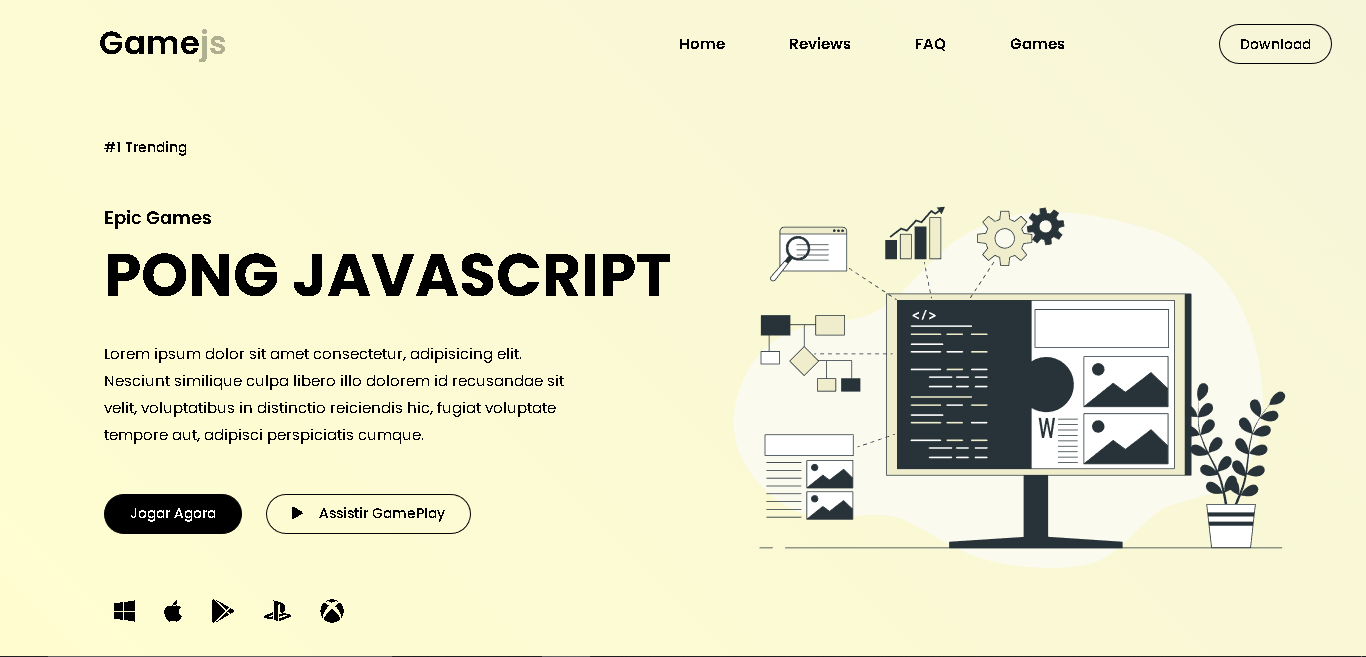 Gamejs
Home Reviews FAQ Games Download
#1 Trending
Epic Games
PONG JAVASCRIPT
Lorem ipsum dolor sit amet consectetur, adipisicing elit.
Nesciunt similique culpa libero illo dolorem id recusandae sit
velit, voluptatibus in distinctio reiciendis hic, fugiat voluptate
tempore aut, adipisci perspiciatis cumque.
Jogar Agora Assistir GamePlay
</>
W